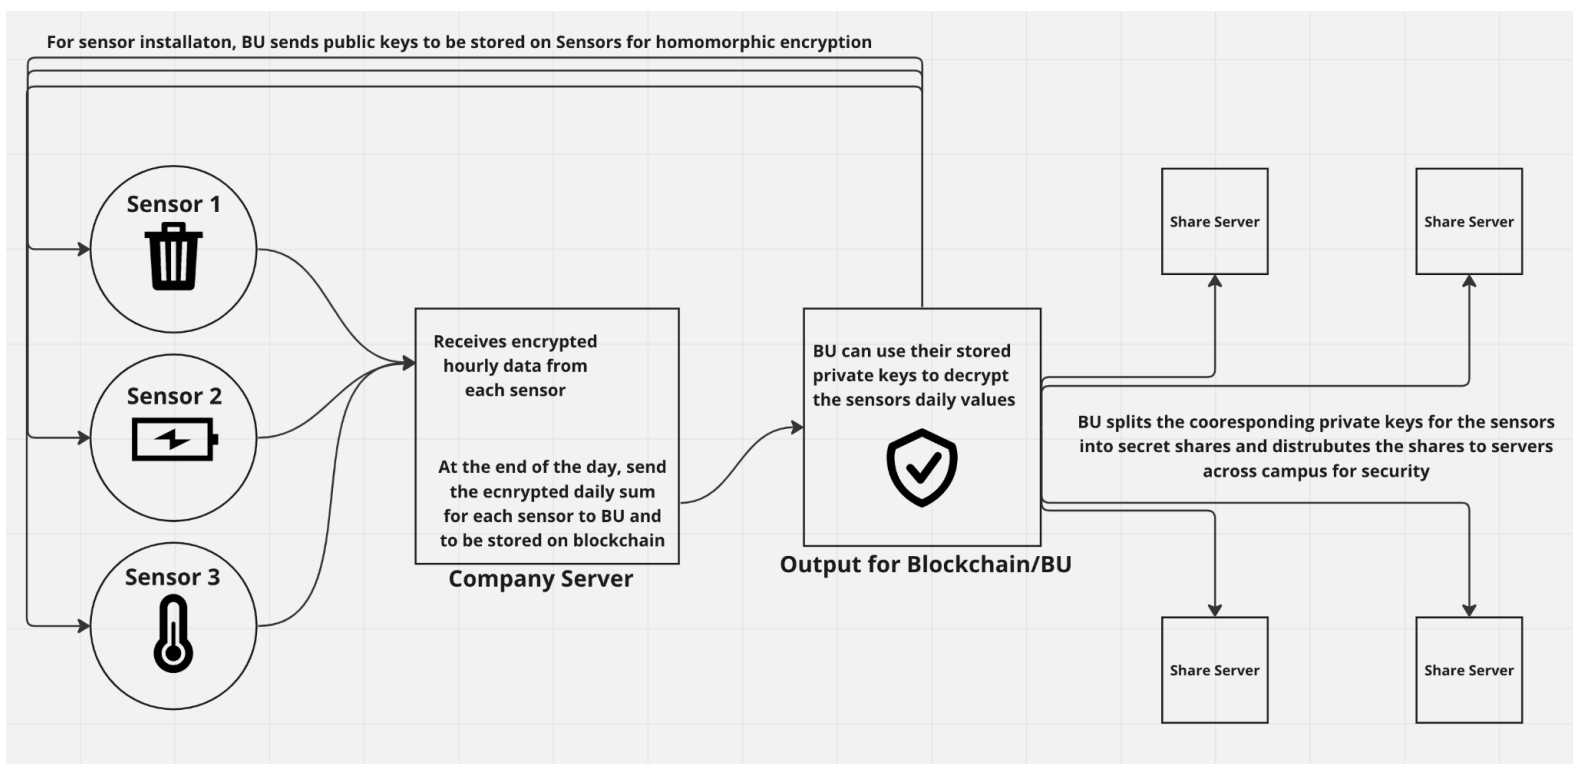 For sensor installaton, BU sends public keys to be stored on Sensors for homomorphic encryption
Sensor 1
Sensor 2
Sensor 3
Receives encrypted
hourly data from
each sensor
At the end of the day, send
the ecnrypted daily sum
for each sensor to BU and
to be stored on blockchain
Company Server
BU can use their stored
private keys to decrypt
the sensors daily values
Output for Blockchain/BU
Share Server
Share Server
BU splits the cooresponding private keys for the sensors
into secret shares and distrubutes the shares to servers
across campus for security
Share Server
Share Server